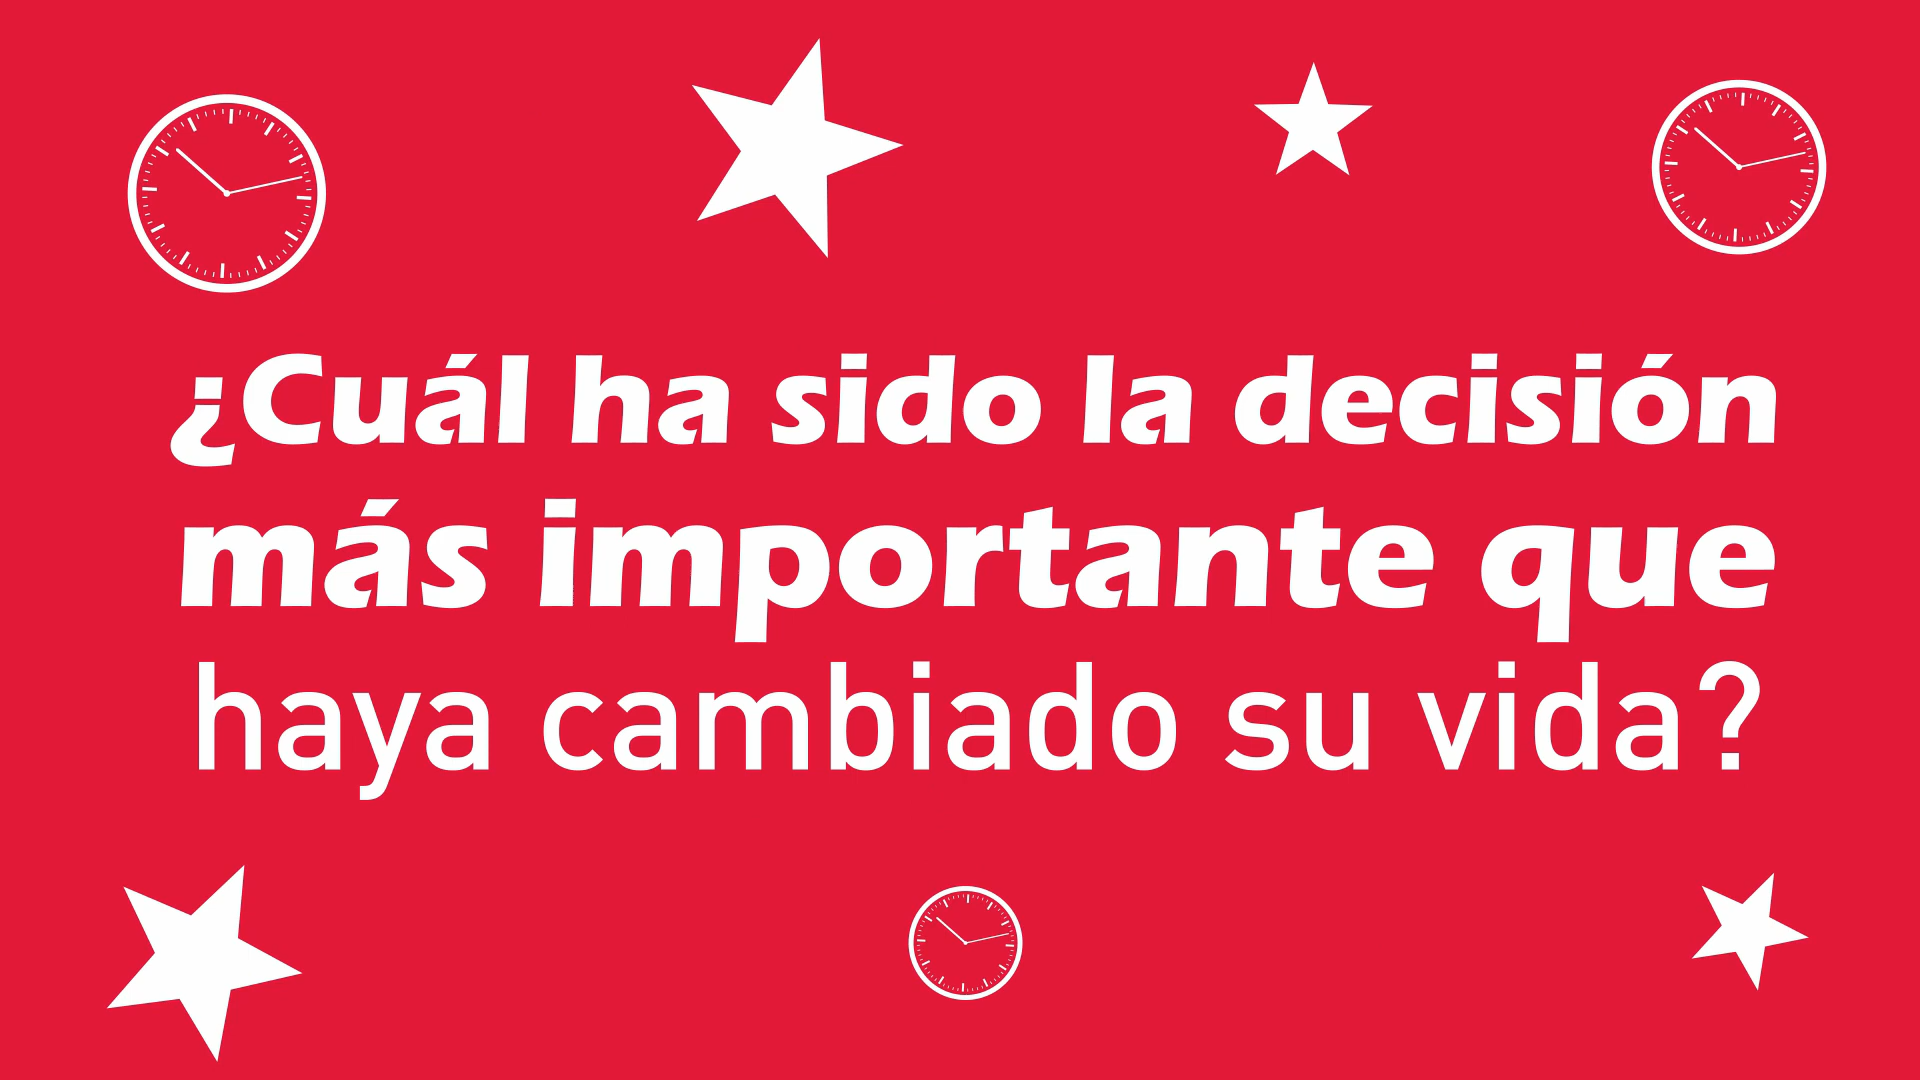 ¿Cuál ha sido la decisión
más importante que
haya cambiado su vida?